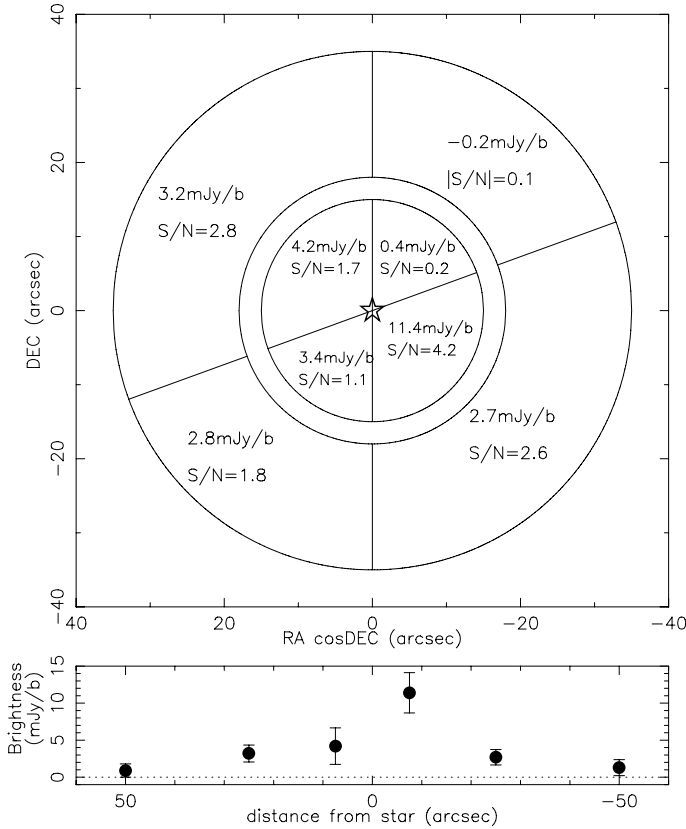 40
20
0
−20
−40
DEC (arcsec)
−0.2mJy/b
|S/N|=0.1
3.2mJy/b
S/N=2.8
4.2mJy/b
S/N=1.7
0.4mJy/b
S/N=0.2
11.4mJy/b
S/N=4.2
3.4mJy/b
S/N=1.1
2.7mJy/b
S/N=2.6
2.8mJy/b
S/N=1.8
40
20
0
−20
−40
RA cosDEC (arcsec)
Brightness
(mJy/b)
15
10
5
0
50
0
−50
distance from star (arcsec)